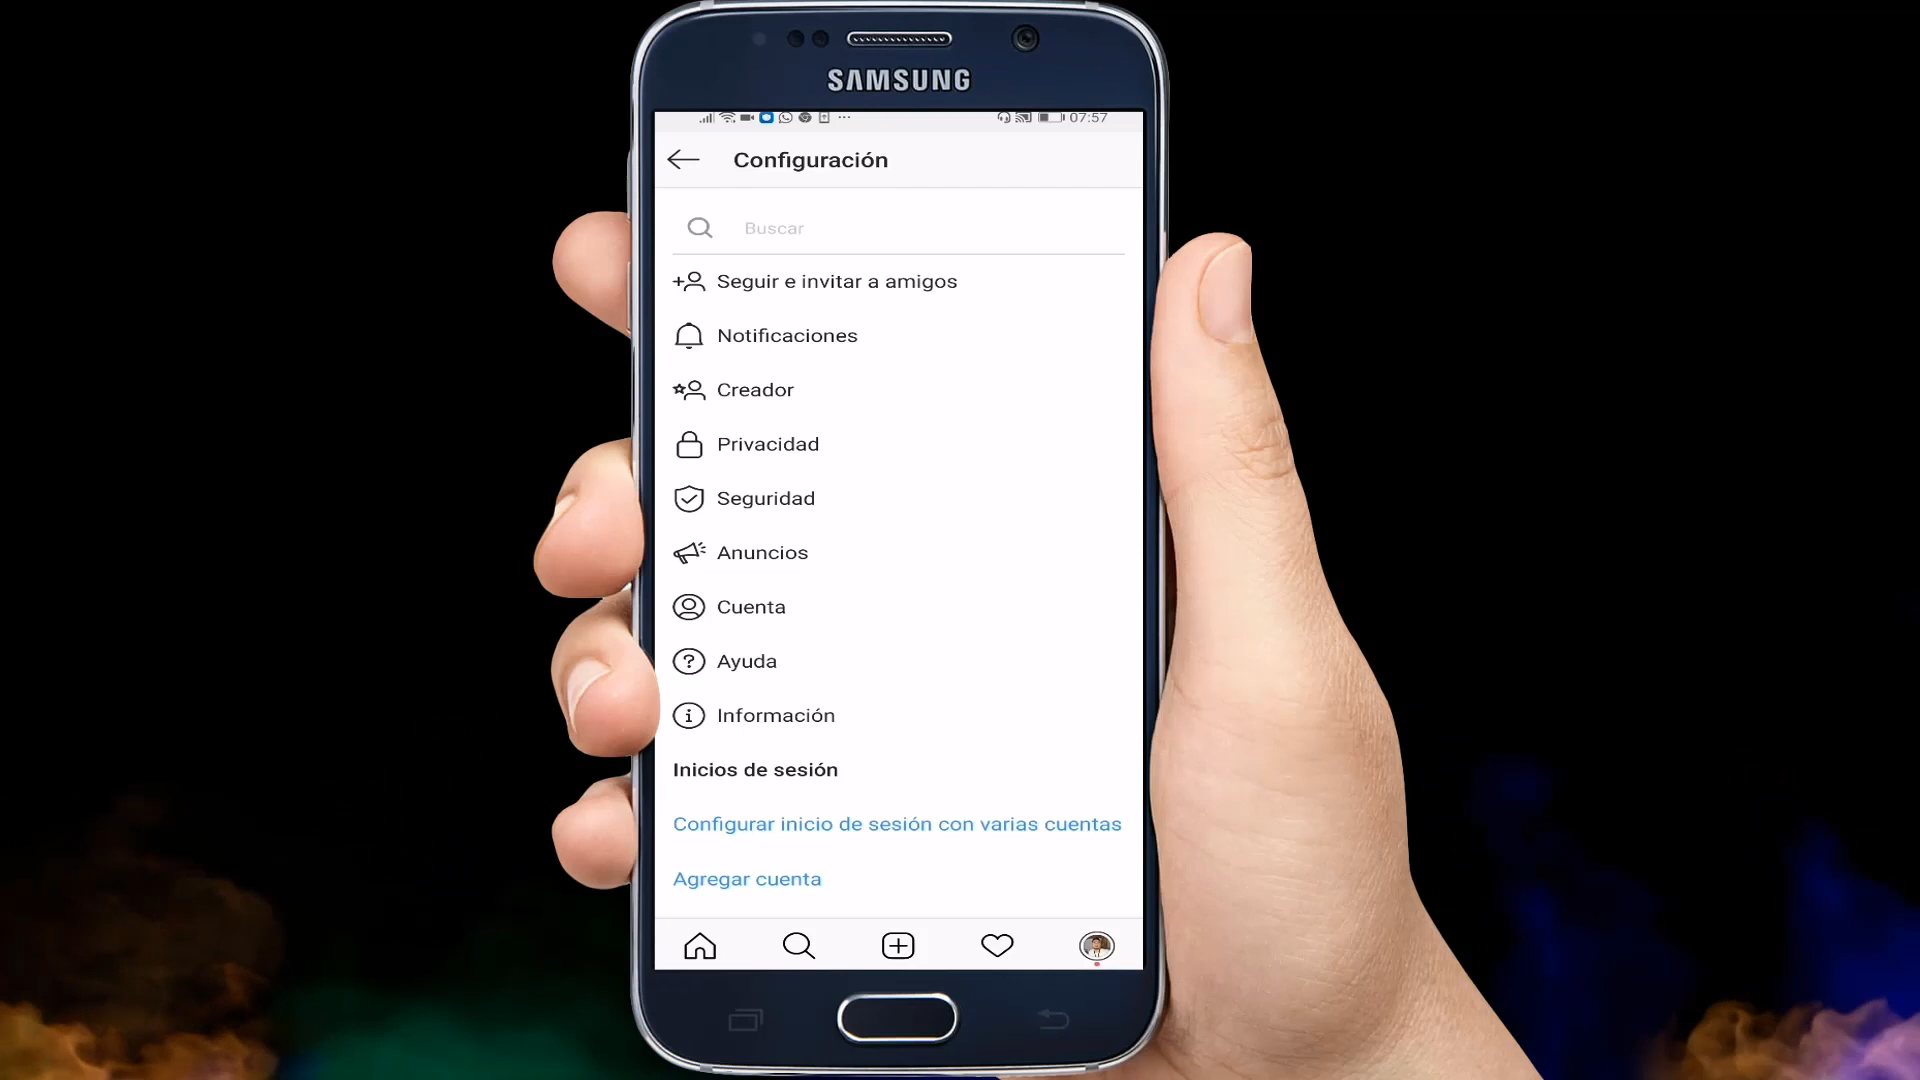 SAMSUNG
07:57
Configuración
Buscar
Seguir e invitar a amigos
Notificaciones
Creador
Privacidad
Seguridad
Anuncios
Cuenta
Ayuda
Información
Inicios de sesión
Configurar inicio de sesión con varias cuentas
Agregar cuenta